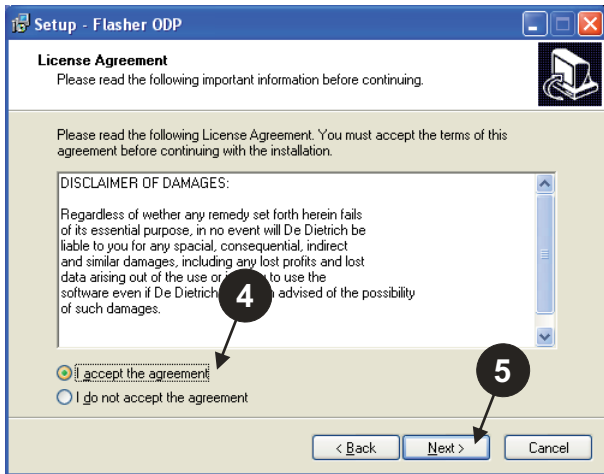 Setup - Flasher ODP
License Agreement
Please read the following important information before continuing.
Please read the following License Agreement. You must accept the terms of this
agreement before continuing with the installation.
DISCLAIMER OF DAMAGES:
Regardless of wether any remedy set forth herein fails
of its essential purpose, in no event will De Dietrich be
liable to you for any spacial, consequential, indirect
and similar damages, including any lost profits and lost
data arising out of the use or to use the
software even if De Dietrich advised of the possibility
of such damages.
4
I accept the agreement
I do not accept the agreement
5
< Back
Next >
Cancel